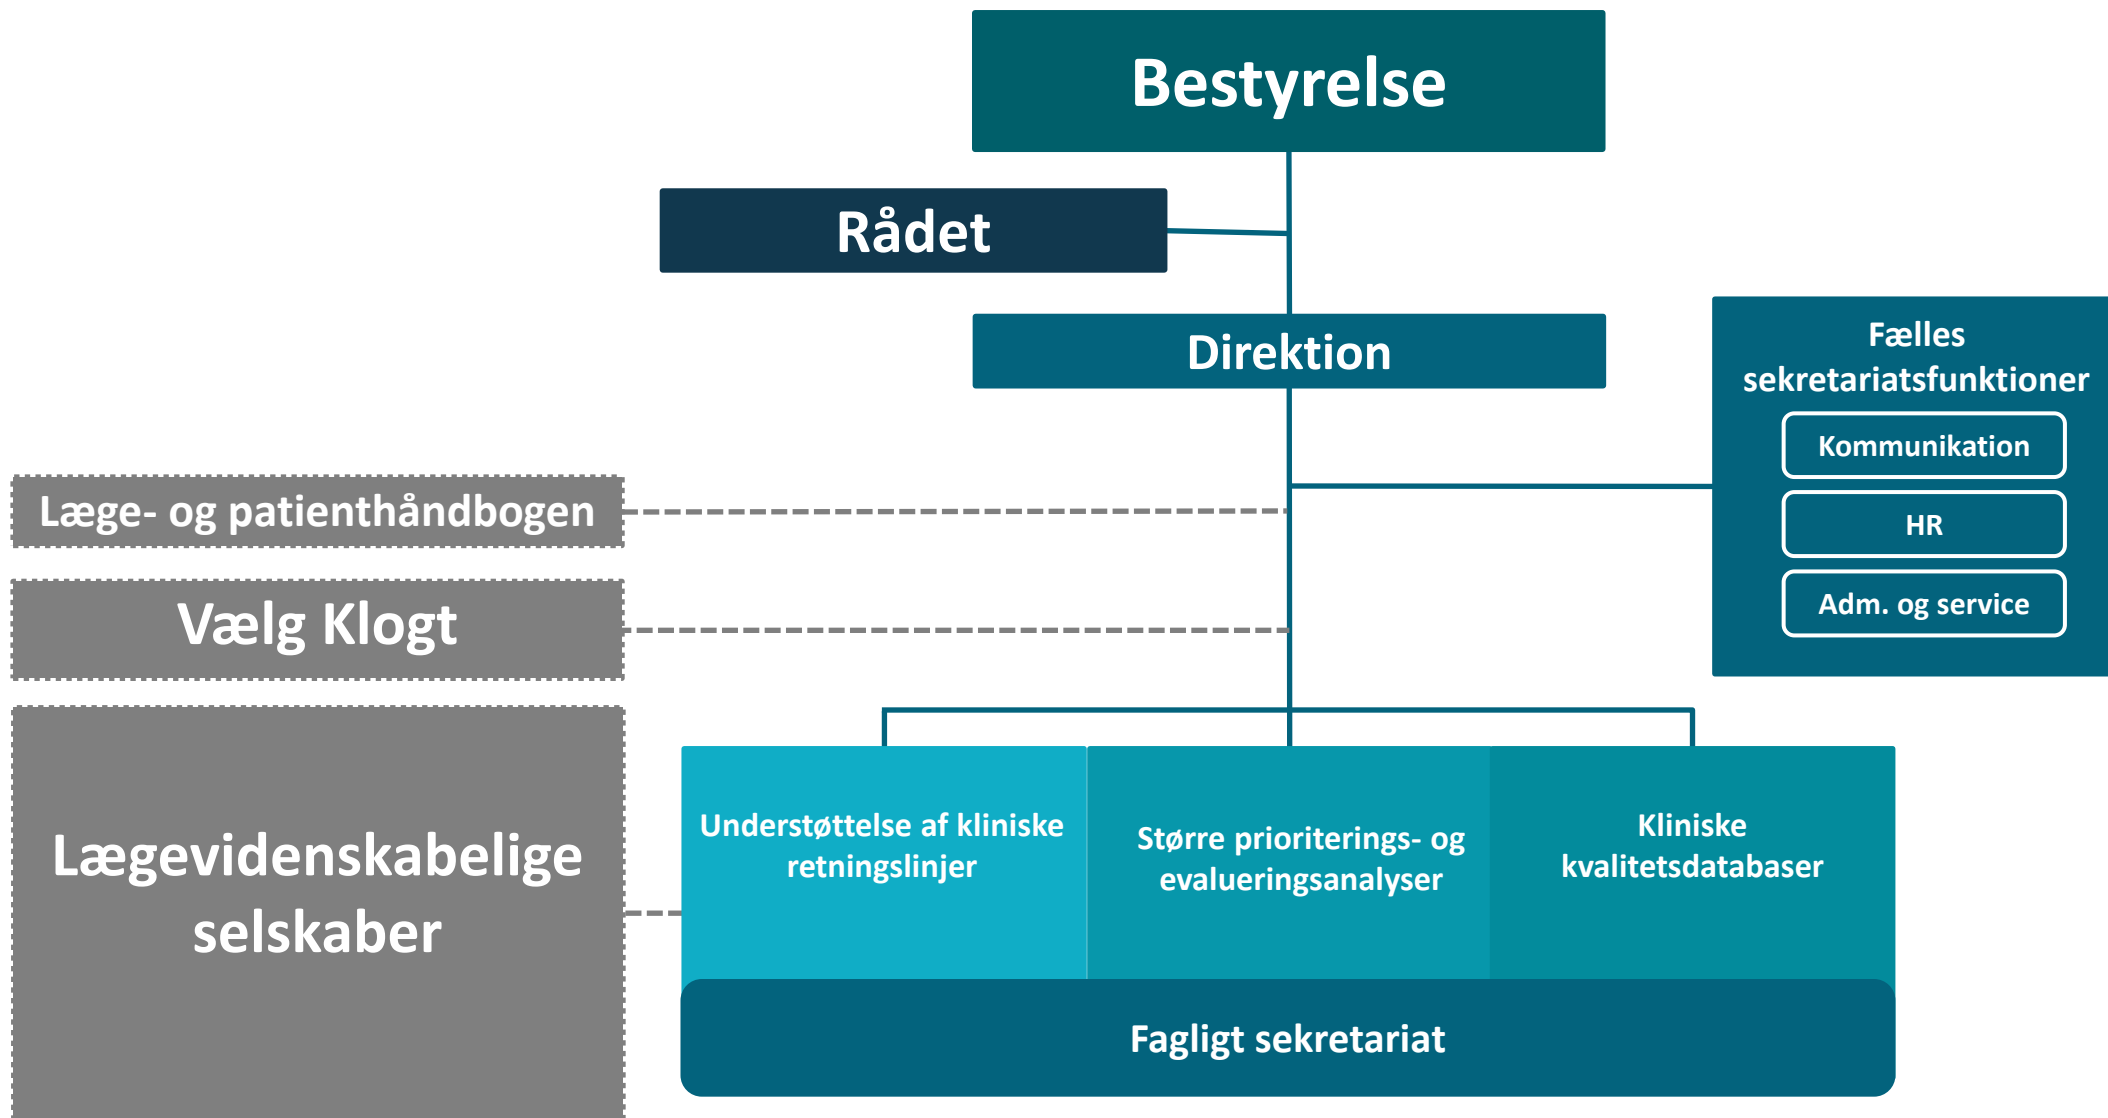 Bestyrelse
Rådet
Direktion
Fælles
sekretariatsfunktioner
Kommunikation
HR
Adm. og service
Læge- og patienthåndbogen
Vælg Klogt
Lægevidenskabelige
selskaber
Understøttelse af kliniske
retningslinjer
Større prioriterings- og
evalueringsanalyser
Kliniske
kvalitetsdatabaser
Fagligt sekretariat